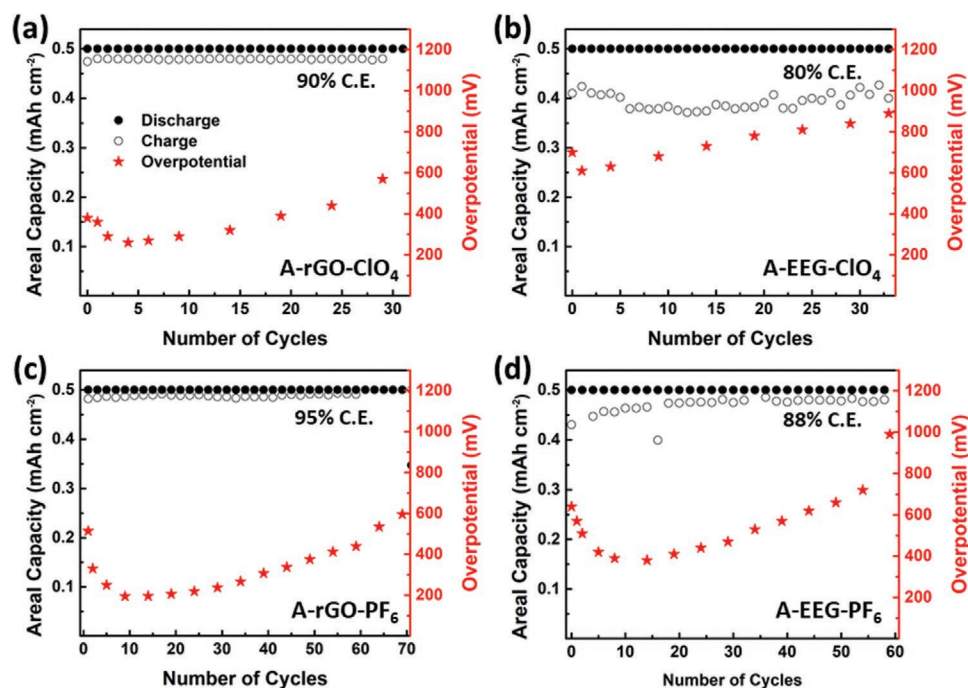 (a)
Areal Capacity (mAh cm⁻²)
0.5
0.4
0.3
0.2
0.1
90% C.E.
Discharge
Charge
Overpotential
A-rGO-ClO₄
1200
1000
800
600
400
200
Overpotential (mV)
0 5 10 15 20 25 30
Number of Cycles
(b)
Areal Capacity (mAh cm⁻²)
0.5
0.4
0.3
0.2
0.1
80% C.E.
A-EEG-ClO₄
1200
1000
800
600
400
200
Overpotential (mV)
0 5 10 15 20 25 30
Number of Cycles
(c)
Areal Capacity (mAh cm⁻²)
0.5
0.4
0.3
0.2
0.1
95% C.E.
A-rGO-PF₆
1200
1000
800
600
400
200
Overpotential (mV)
0 10 20 30 40 50 60 70
Number of Cycles
(d)
Areal Capacity (mAh cm⁻²)
0.5
0.4
0.3
0.2
0.1
88% C.E.
A-EEG-PF₆
1200
1000
800
600
400
200
Overpotential (mV)
0 10 20 30 40 50 60
Number of Cycles